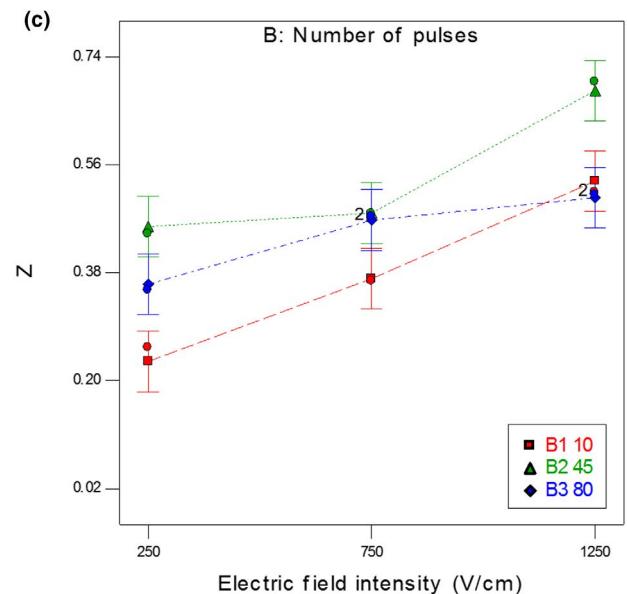 (c)
B: Number of pulses
0.74
0.56
0.38
0.20
0.02
Z
2
2
B1 10
B2 45
B3 80
250
750
1250
Electric field intensity (V/cm)